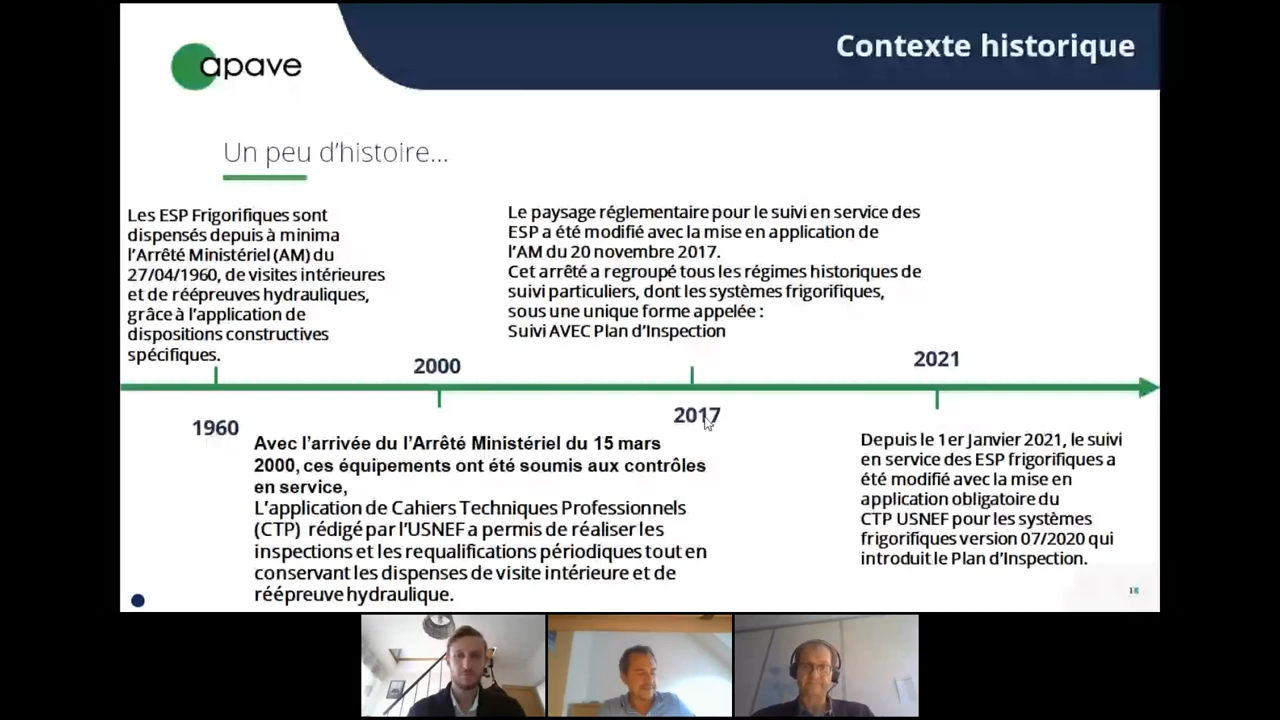 Contexte historique
apave
Un peu d’histoire...
Les ESP Frigorifiques sont
dispensés depuis à minima
l’Arrêté Ministériel (AM) du
27/04/1960, de visites intérieures
et de réépreuves hydrauliques,
grâce à l’application de
dispositions constructives
spécifiques.
Le paysage réglementaire pour le suivi en service des
ESP a été modifié avec la mise en application de
l’AM du 20 novembre 2017.
Cet arrêté a regroupé tous les régimes historiques de
suivi particuliers, dont les systèmes frigorifiques,
sous une unique forme appelée :
Suivi AVEC Plan d’Inspection
2000
2021
1960
2017
Avec l’arrivée du l’Arrêté Ministériel du 15 mars
2000, ces équipements ont été soumis aux contrôles
en service,
L’application de Cahiers Techniques Professionnels
(CTP) rédigé par l’USNEF a permis de réaliser les
inspections et les requalifications périodiques tout en
conservant les dispenses de visite intérieure et de
réépreuve hydraulique.
Depuis le 1er Janvier 2021, le suivi
en service des ESP frigorifiques a
été modifié avec la mise en
application obligatoire du
CTP USNEF pour les systèmes
frigorifiques version 07/2020 qui
introduit le Plan d’Inspection.